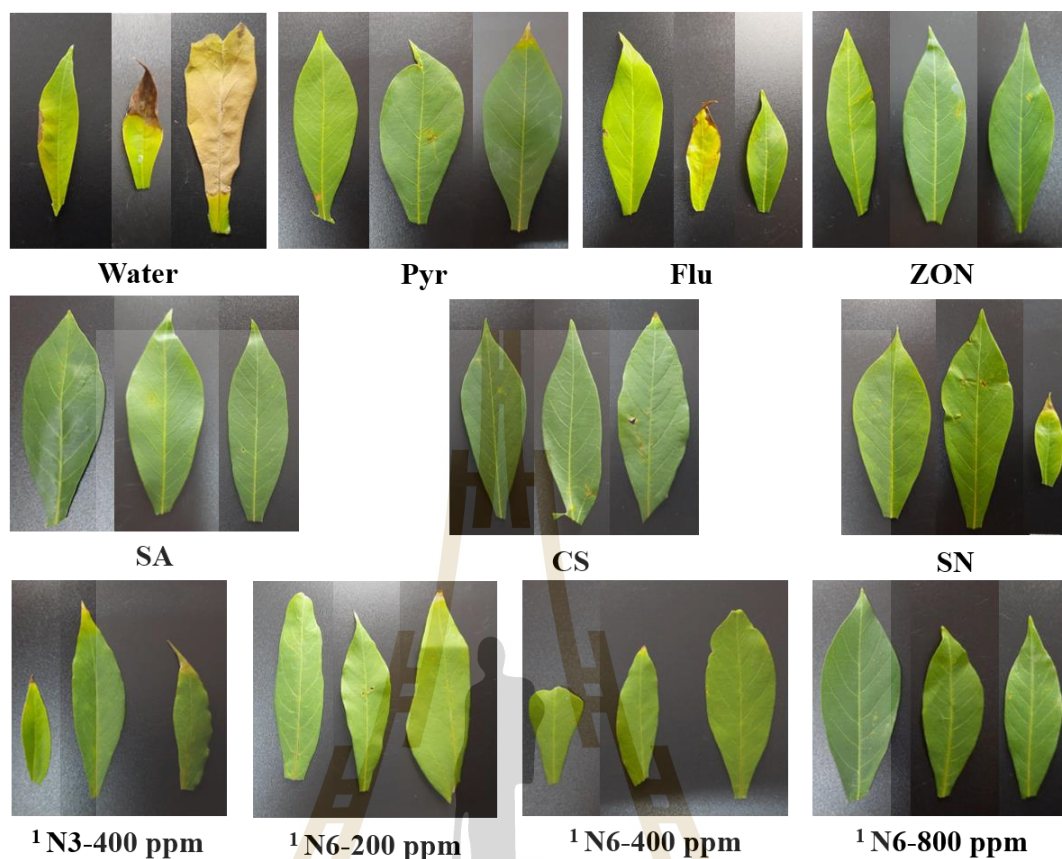 Water
Pyr
Flu
ZON
SA
CS
SN
¹ N3-400 ppm
¹ N6-200 ppm
¹ N6-400 ppm
¹ N6-800 ppm